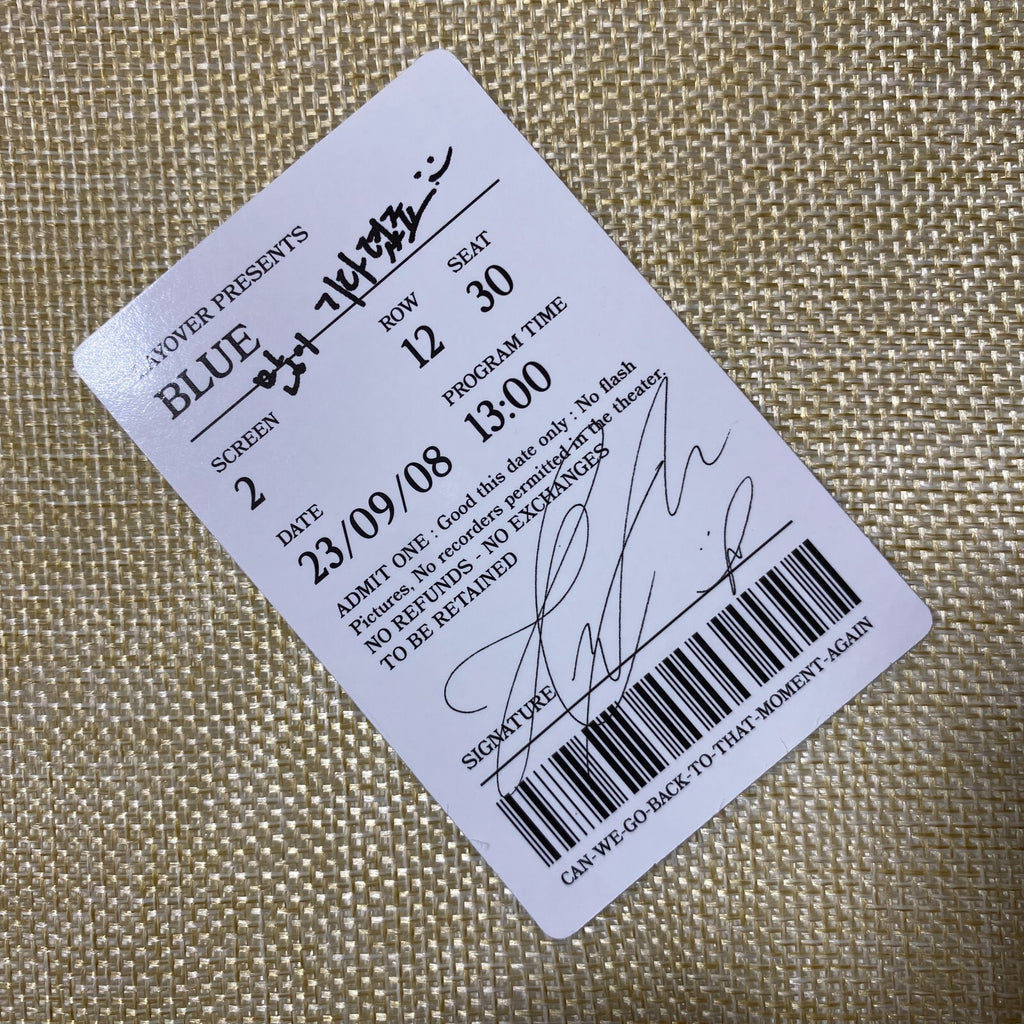 LAYOVER PRESENTS
BLUE
많이 기다렸죠
SCREEN ROW SEAT
2 12 30
DATE PROGRAM TIME
23/09/08 13:00
ADMIT ONE : Good this date only : No flash
Pictures, No recorders permitted in the theater.
NO REFUNDS - NO EXCHANGES
TO BE RETAINED
SIGNATURE
CAN-WE-GO-BACK-TO-THAT-MOMENT-AGAIN